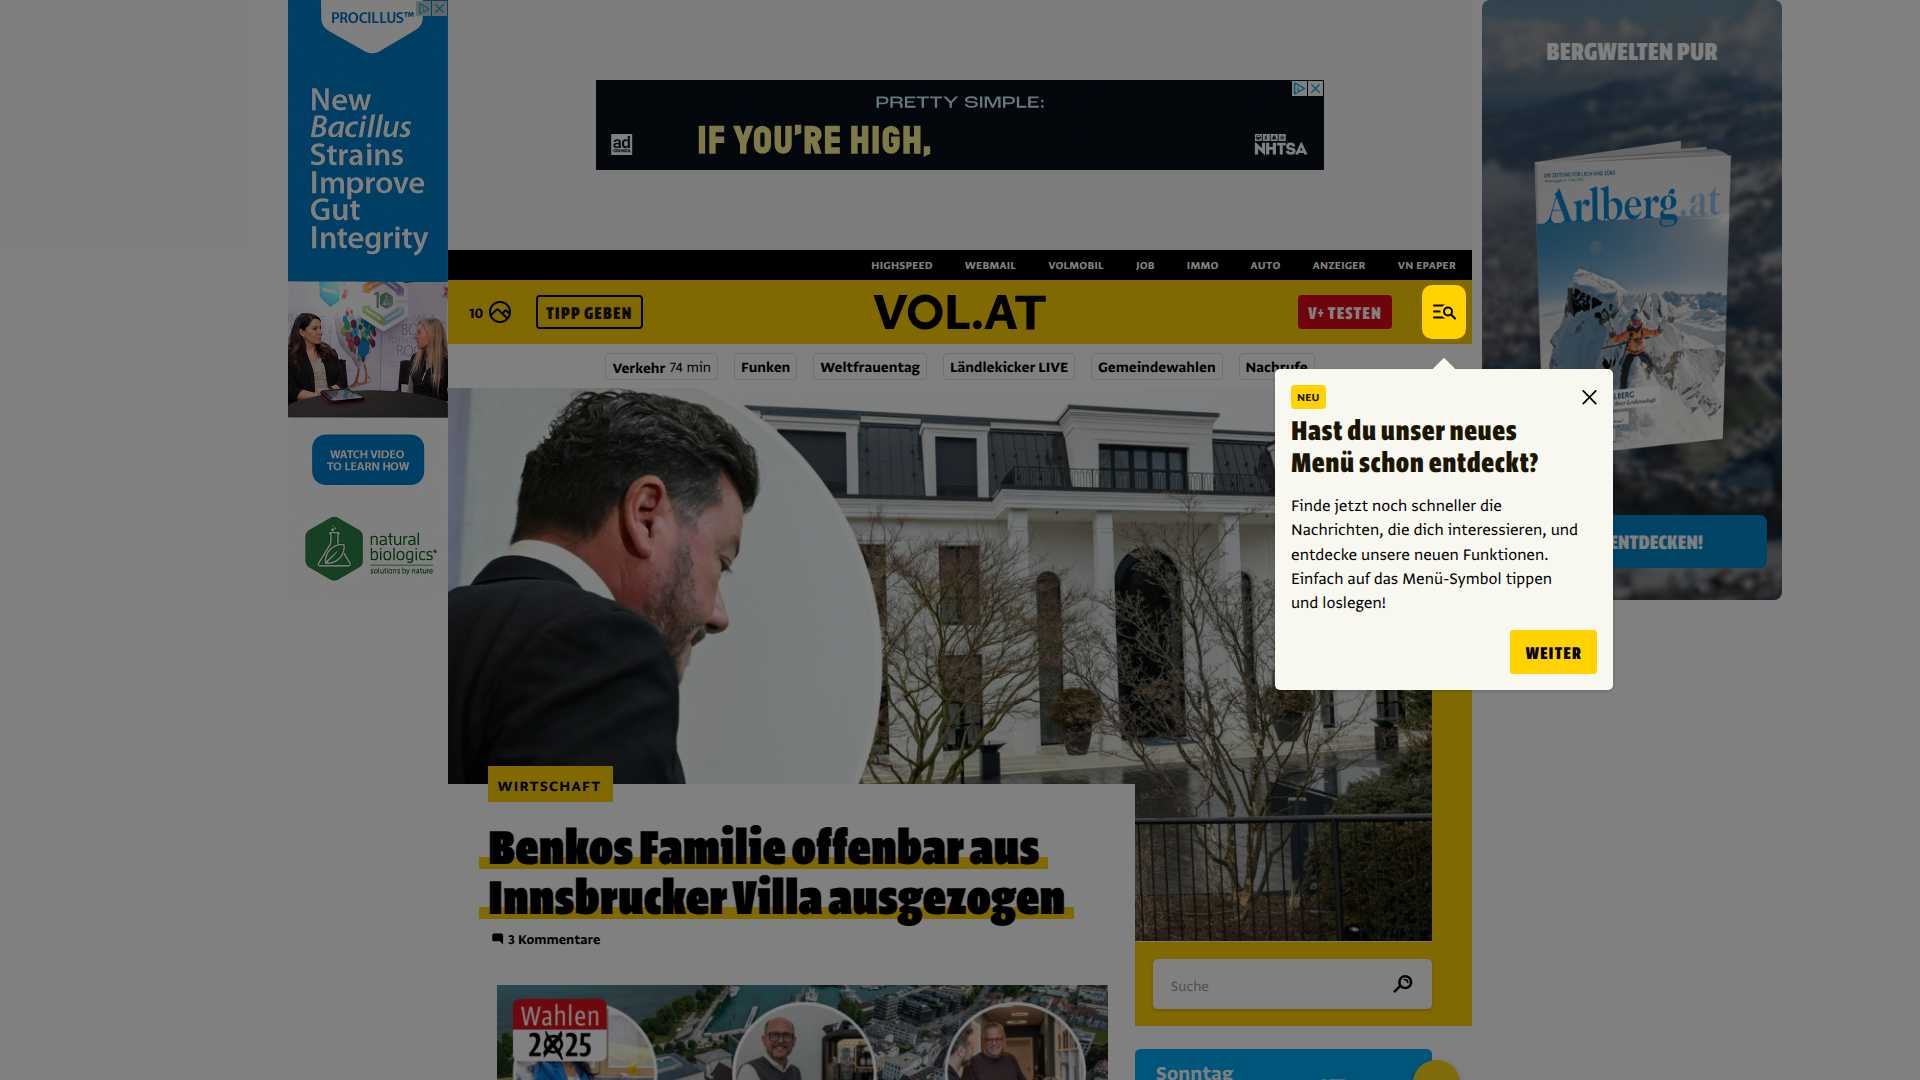 PROCILLUS™
New
Bacillus
Strains
Improve
Gut
Integrity
WATCH VIDEO
TO LEARN HOW
natural
biologics
solutions by nature
PRETTY SIMPLE:
IF YOU'RE HIGH,
ad
NHTSA
BERGWELTEN PUR
Arlberg.at
ENTDECKEN!
HIGHSPEED WEBMAIL VOLMOBIL JOB IMMO AUTO ANZEIGER VN EPAPER
10 TIPP GEBEN VOL.AT V+ TESTEN
Verkehr 74 min Funken Weltfrauentag Ländlekicker LIVE Gemeindewahlen Nachrufe
NEU
Hast du unser neues
Menü schon entdeckt?
Finde jetzt noch schneller die
Nachrichten, die dich interessieren, und
entdecke unsere neuen Funktionen.
Einfach auf das Menü-Symbol tippen
und loslegen!
WEITER
WIRTSCHAFT
Benkos Familie offenbar aus
Innsbrucker Villa ausgezogen
3 Kommentare
Suche
Wahlen
2025
Sonntag